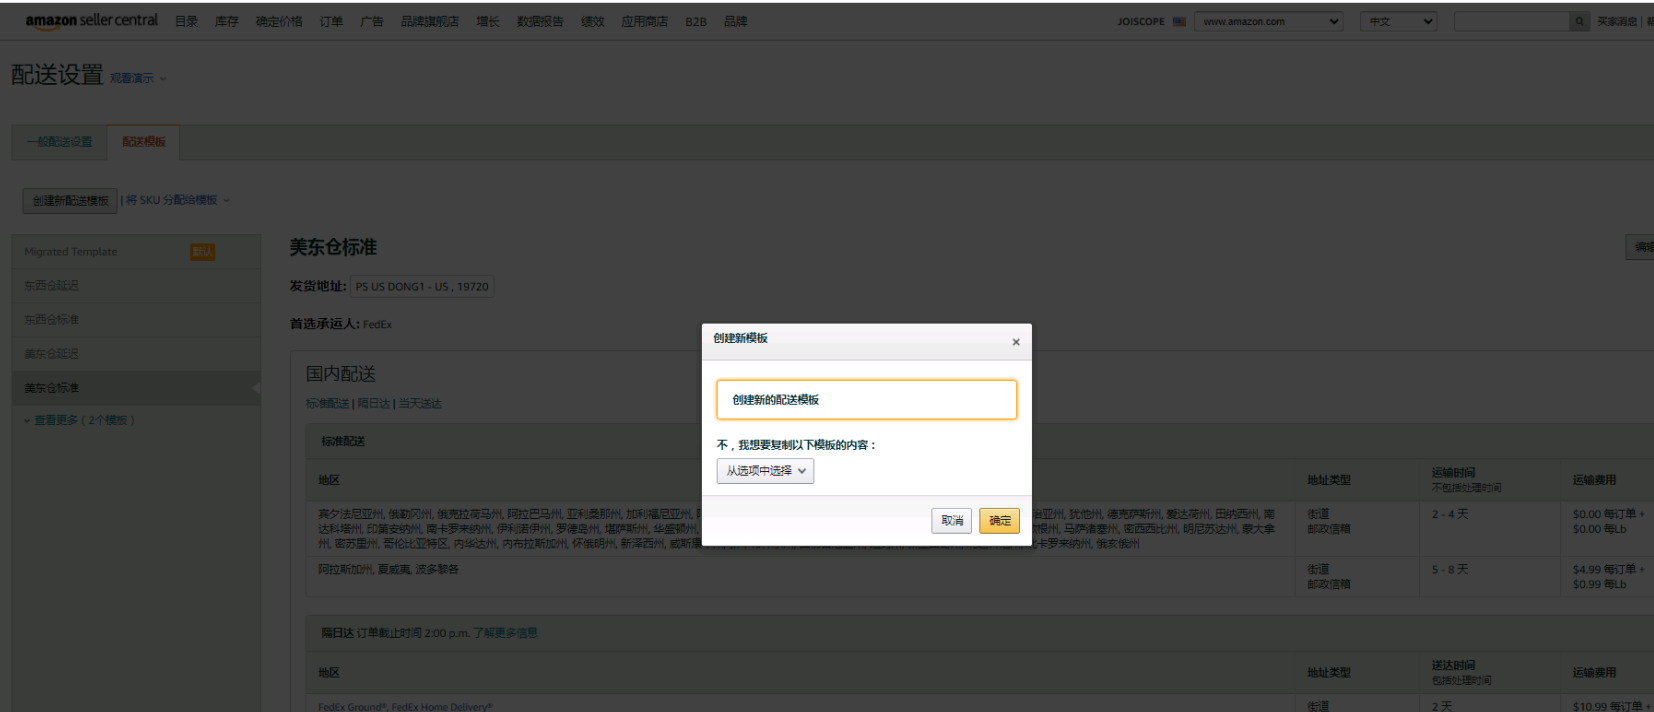 amazon seller central 目录 库存 确定价格 订单 广告 品牌旗舰店 增长 数据报告 绩效 应用商店 B2B 品牌 JOISCOPE www.amazon.com 中文 买家消息 |
配送设置 观看演示
一般配送设置 配送模板
创建新配送模板 | 将 SKU 分配给模板
Migrated Template 默认
东西仓延迟
东西仓标准
美东仓延迟
美东仓标准
查看更多 ( 2个模板 )
美东仓标准
编辑
发货地址: PS US DONG1 - US , 19720
首选承运人: FedEx
国内配送
标准配送 | 隔日达 | 当天送达
标准配送
地区 地址类型 运输时间 不包括处理时间 运输费用
宾夕法尼亚州, 俄勒冈州, 俄克拉荷马州, 阿拉巴马州, 亚利桑那州, 加利福尼亚州, 治亚州, 犹他州, 德克萨斯州, 爱达荷州, 田纳西州, 南
达科塔州, 印第安纳州, 南卡罗来纳州, 伊利诺伊州, 罗德岛州, 堪萨斯州, 华盛顿州, 马萨诸塞州, 密西西比州, 明尼苏达州, 蒙大拿
州, 密苏里州, 哥伦比亚特区, 内华达州, 内布拉斯加州, 怀俄明州, 新泽西州, 卡罗来纳州, 俄亥俄州
街道
邮政信箱
2 - 4 天
$0.00 每订单 +
$0.00 每Lb
阿拉斯加州, 夏威夷, 波多黎各
街道
邮政信箱
5 - 8 天
$4.99 每订单 +
$0.99 每Lb
隔日达 订单截止时间 2:00 p.m. 了解更多信息
地区 地址类型 送达时间 包括处理时间 运输费用
FedEx Ground®, FedEx Home Delivery® 街道 2 天 $10.99 每订单 +
创建新模板 ×
创建新的配送模板
不，我想要复制以下模板的内容：
从选项中选择
取消 确定